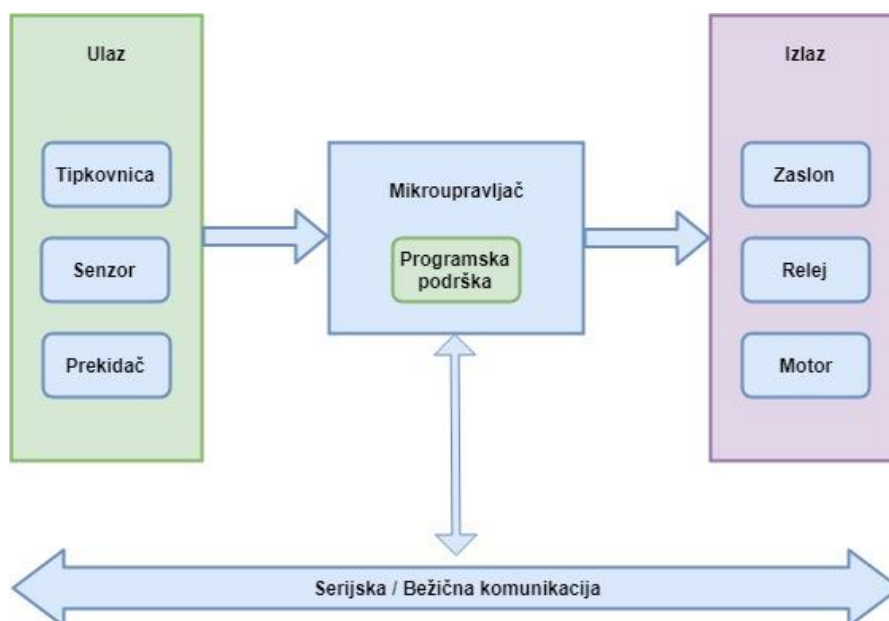 Ulaz
Tipkovnica
Senzor
Prekidač
Mikroupravljač
Programska
podrška
Izlaz
Zaslon
Relej
Motor
Serijska / Bežična komunikacija